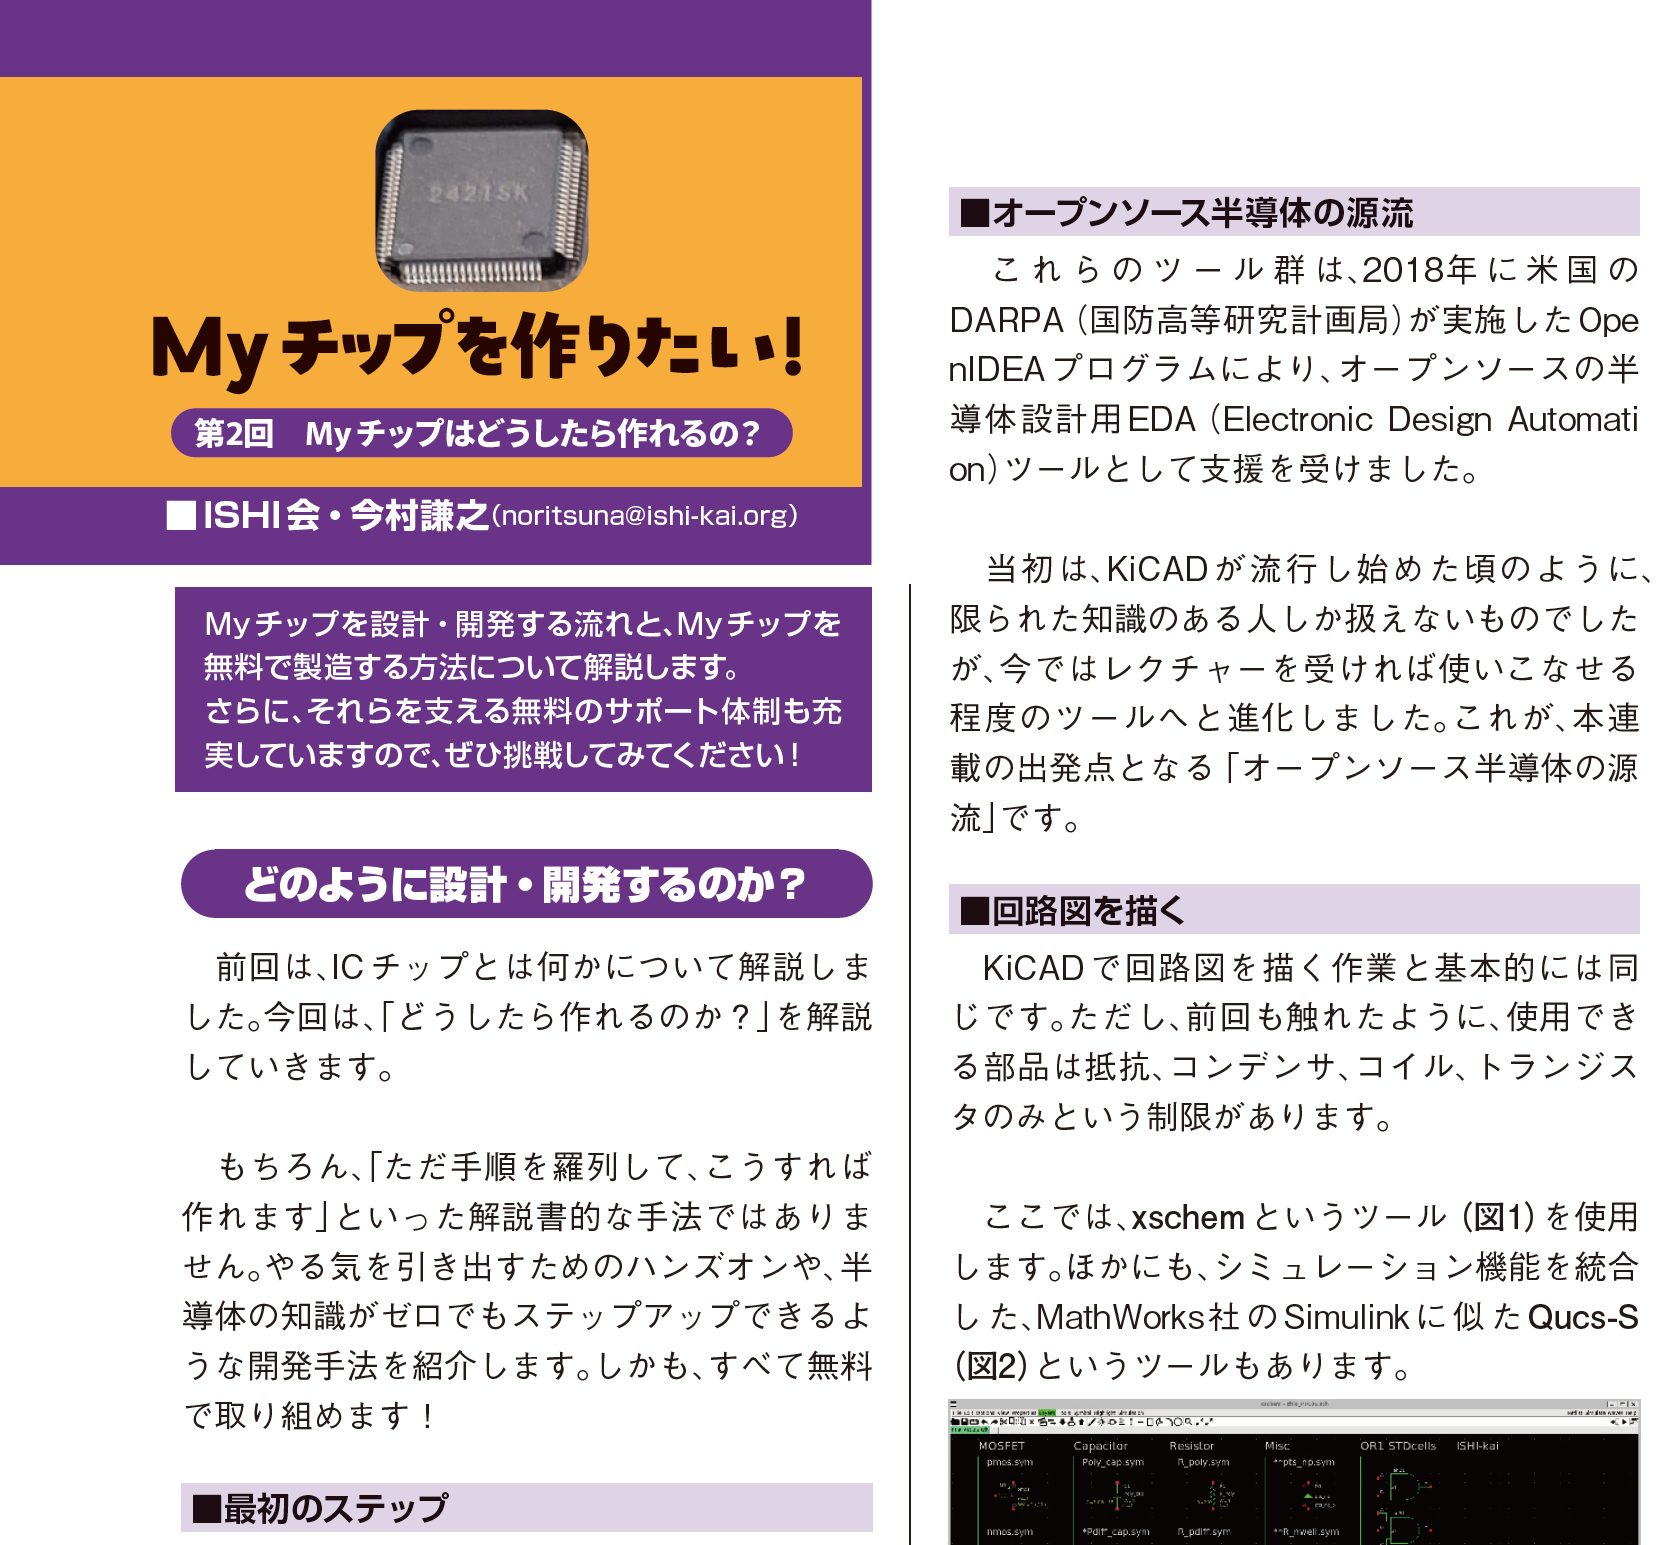 2421SK
Myチップを作りたい!
第2回　Myチップはどうしたら作れるの？
■ISHI会・今村謙之（noritsuna@ishi-kai.org）
Myチップを設計・開発する流れと、Myチップを
無料で製造する方法について解説します。
さらに、それらを支える無料のサポート体制も充
実していますので、ぜひ挑戦してみてください！
どのように設計・開発するのか？
前回は、ICチップとは何かについて解説しま
した。今回は、「どうしたら作れるのか？」を解説
していきます。
もちろん、「ただ手順を羅列して、こうすれば
作れます」といった解説書的な手法ではありま
せん。やる気を引き出すためのハンズオンや、半
導体の知識がゼロでもステップアップできるよ
うな開発手法を紹介します。しかも、すべて無料
で取り組めます！
■最初のステップ
■オープンソース半導体の源流
これらのツール群は、2018年に米国の
DARPA（国防高等研究計画局）が実施したOpe
nIDEAプログラムにより、オープンソースの半
導体設計用EDA（Electronic Design Automati
on）ツールとして支援を受けました。
当初は、KiCADが流行し始めた頃のように、
限られた知識のある人しか扱えないものでした
が、今ではレクチャーを受ければ使いこなせる
程度のツールへと進化しました。これが、本連
載の出発点となる「オープンソース半導体の源
流」です。
■回路図を描く
KiCADで回路図を描く作業と基本的には同
じです。ただし、前回も触れたように、使用でき
る部品は抵抗、コンデンサ、コイル、トランジス
タのみという制限があります。
ここでは、xschemというツール（図1）を使用
します。ほかにも、シミュレーション機能を統合
した、MathWorks社のSimulinkに似たQucs-S
（図2）というツールもあります。
MOSFET Capacitor Resistor Misc OR1 STDcells ISHI-kai
pmos.sym Poly_cap.sym R_poly.sym **pts_np.sym
nmos.sym *Pdiff_cap.sym R_pdiff.sym **R_nwell.sym